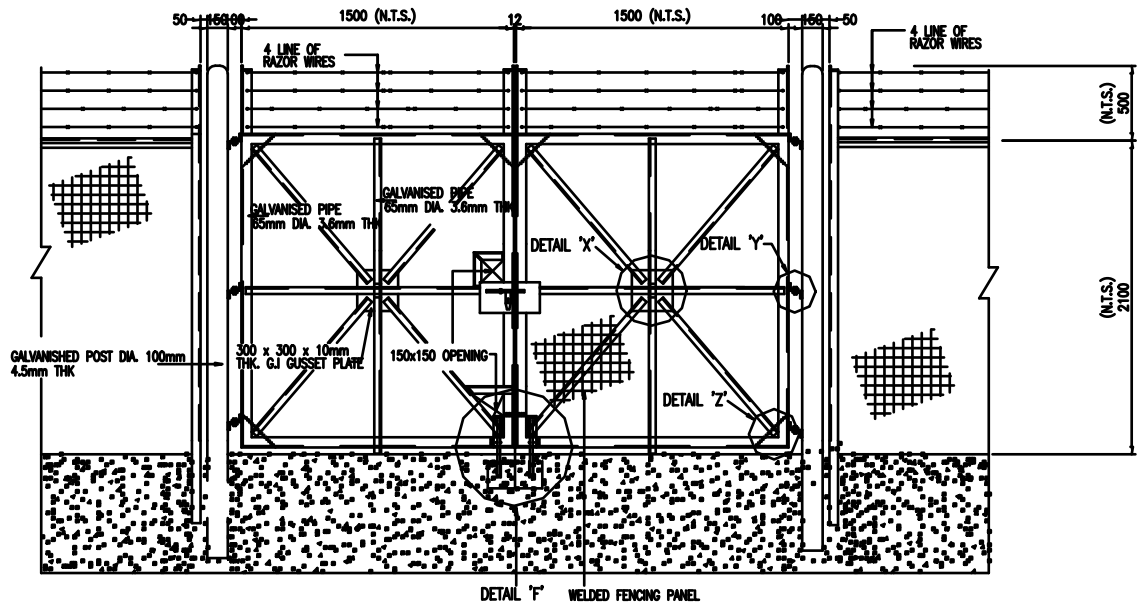 50 150 100 1500 (N.T.S.) 12 1500 (N.T.S.) 100 150 50
4 LINE OF
RAZOR WIRES
4 LINE OF
RAZOR WIRES
(N.T.S.)
500
GALVANISED PIPE
65mm DIA. 3.6mm THK
GALVANISED PIPE
65mm DIA. 3.6mm THK
DETAIL 'X'
DETAIL 'Y'
(N.T.S.)
2100
GALVANISHED POST DIA. 100mm
4.5mm THK
300 x 300 x 10mm
THK. G.I GUSSET PLATE
150x150 OPENING
DETAIL 'Z'
DETAIL 'F'
WELDED FENCING PANEL